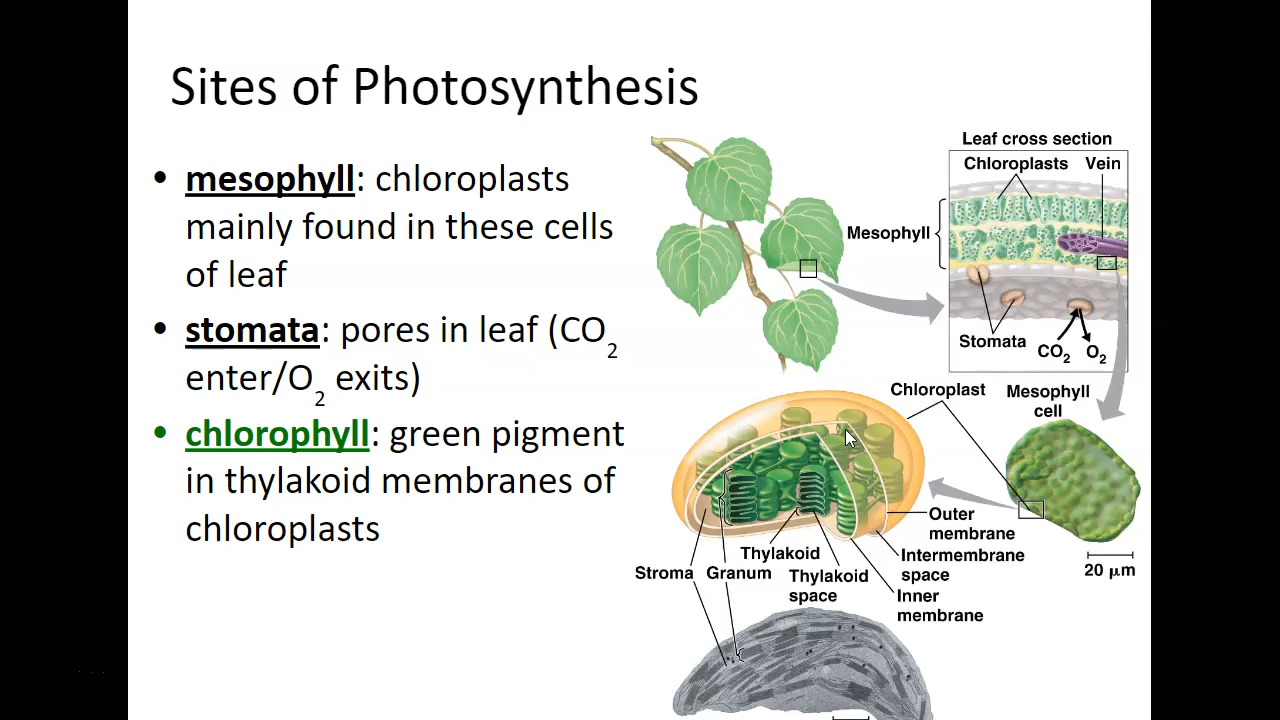 Sites of Photosynthesis
• mesophyll: chloroplasts
mainly found in these cells
of leaf
• stomata: pores in leaf (CO2
enter/O2 exits)
• chlorophyll: green pigment
in thylakoid membranes of
chloroplasts
Leaf cross section
Chloroplasts Vein
Mesophyll
Stomata
CO2 O2
Chloroplast
Mesophyll
cell
Outer
membrane
Intermembrane
space
Inner
membrane
20 μm
Thylakoid
Stroma Granum Thylakoid
space